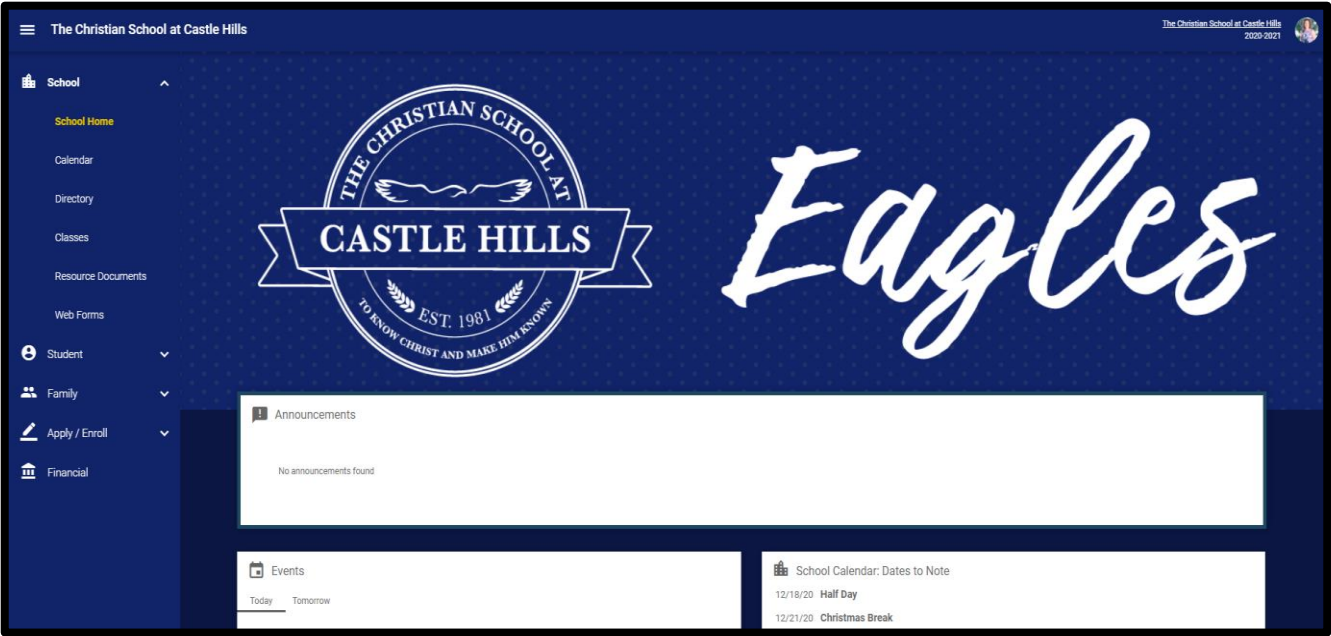 The Christian School at Castle Hills
The Christian School at Castle Hills
2020-2021
School
School Home
Calendar
Directory
Classes
Resource Documents
Web Forms
Student
Family
Apply / Enroll
Financial
THE CHRISTIAN SCHOOL AT
CASTLE HILLS
EST. 1981
TO KNOW CHRIST AND MAKE HIM KNOWN
Eagles
Announcements
No announcements found
Events
Today Tomorrow
School Calendar: Dates to Note
12/18/20 Half Day
12/21/20 Christmas Break